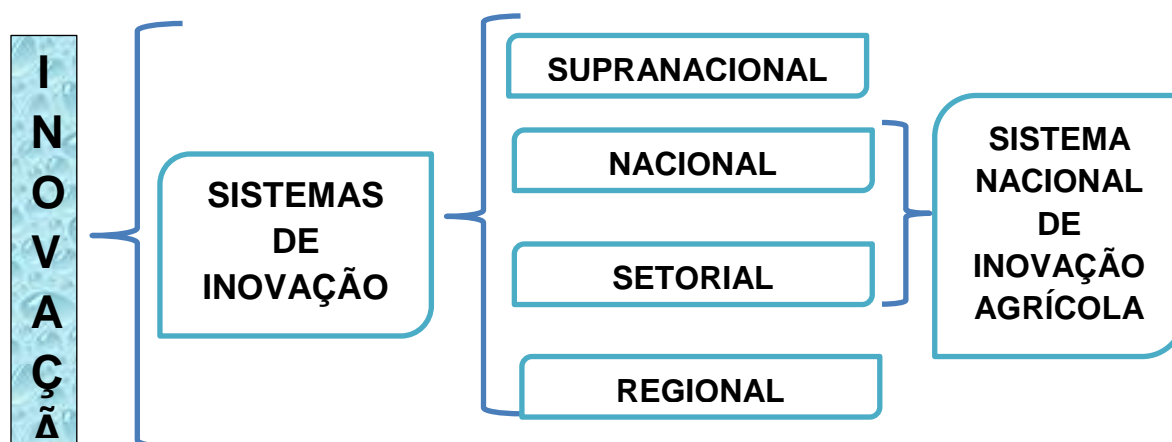 I
N
O
V
A
Ç
Ã
SISTEMAS
DE
INOVAÇÃO
SUPRANACIONAL
NACIONAL
SETORIAL
REGIONAL
SISTEMA
NACIONAL
DE
INOVAÇÃO
AGRÍCOLA